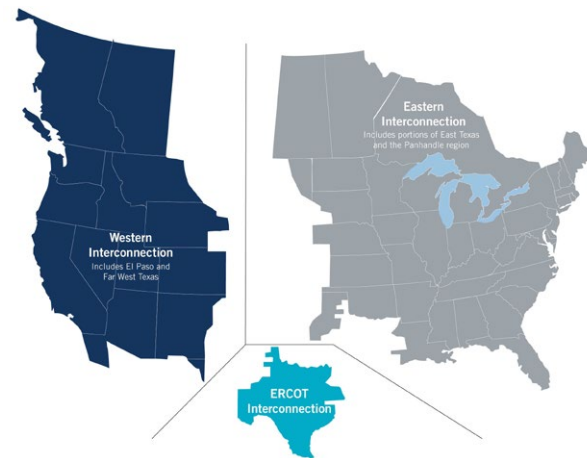 Eastern
Interconnection
Includes portions of East Texas
and the Panhandle region
Western
Interconnection
Includes El Paso and
Far West Texas
ERCOT
Interconnection